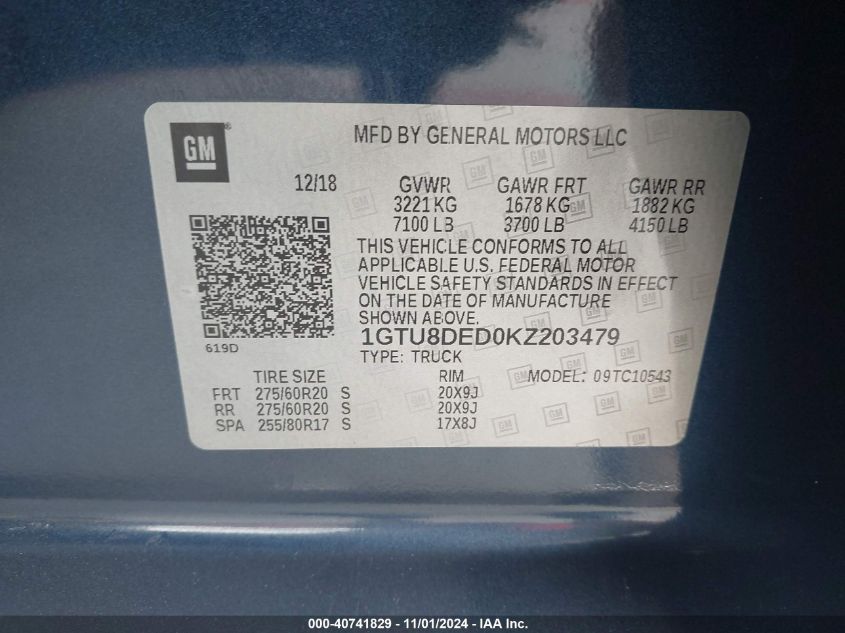 GM®
MFD BY GENERAL MOTORS LLC
12/18 GVWR GAWR FRT GAWR RR
3221 KG 1678 KG 1882 KG
7100 LB 3700 LB 4150 LB
THIS VEHICLE CONFORMS TO ALL
APPLICABLE U.S. FEDERAL MOTOR
VEHICLE SAFETY STANDARDS IN EFFECT
ON THE DATE OF MANUFACTURE
SHOWN ABOVE.
619D
1GTU8DED0KZ203479
TYPE: TRUCK
TIRE SIZE RIM MODEL: 09TC10543
FRT 275/60R20 S 20X9J
RR 275/60R20 S 20X9J
SPA 255/80R17 S 17X8J
000-40741829 - 11/01/2024 - IAA Inc.